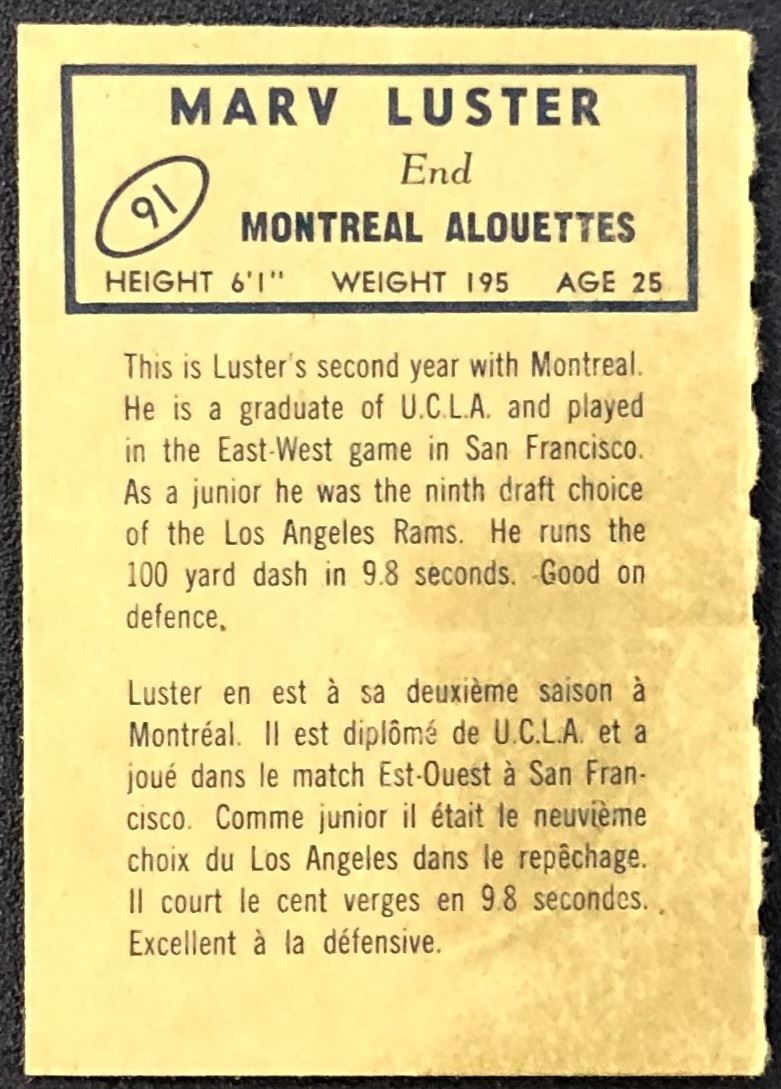 MARV LUSTER
End
91
MONTREAL ALOUETTES
HEIGHT 6'1" WEIGHT 195 AGE 25
This is Luster's second year with Montreal.
He is a graduate of U.C.L.A. and played
in the East-West game in San Francisco.
As a junior he was the ninth draft choice
of the Los Angeles Rams. He runs the
100 yard dash in 9.8 seconds. Good on
defence.
Luster en est à sa deuxième saison à
Montréal. Il est diplômé de U.C.L.A. et a
joué dans le match Est-Ouest à San Fran-
cisco. Comme junior il était le neuvième
choix du Los Angeles dans le repêchage.
Il court le cent verges en 9.8 secondes.
Excellent à la défensive.